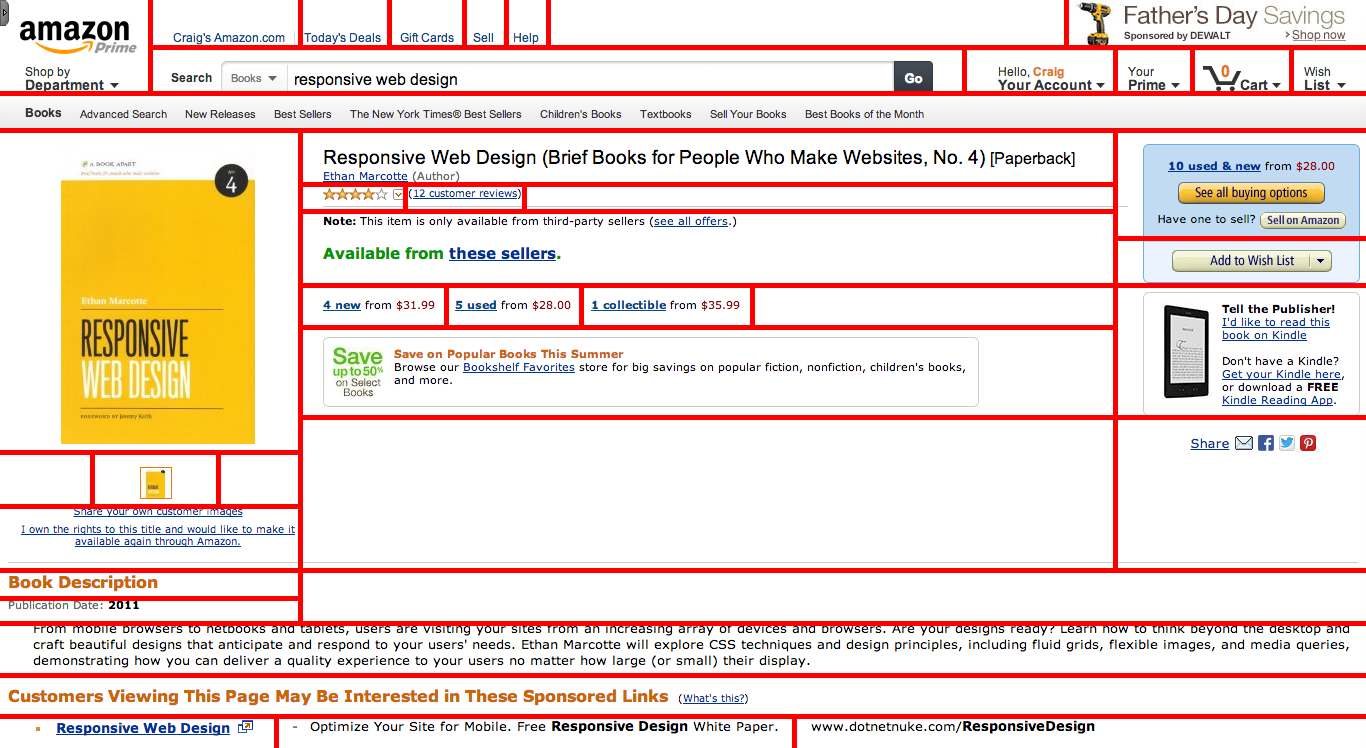 amazon
Prime
Craig's Amazon.com
Today's Deals
Gift Cards
Sell
Help
Father's Day Savings
Sponsored by DEWALT
Shop now
Shop by
Department
Search
Books
responsive web design
Go
Hello, Craig
Your Account
Your
Prime
0
Cart
Wish
List
Books
Advanced Search
New Releases
Best Sellers
The New York Times® Best Sellers
Children's Books
Textbooks
Sell Your Books
Best Books of the Month
A BOOK APART
Brief books for people who make websites
No
4
Ethan Marcotte
RESPONSIVE
WEB DESIGN
FOREWORD BY Jeremy Keith
Share your own customer images
I own the rights to this title and would like to make it
available again through Amazon.
Responsive Web Design (Brief Books for People Who Make Websites, No. 4) [Paperback]
Ethan Marcotte (Author)
(12 customer reviews)
Note: This item is only available from third-party sellers (see all offers.)
Available from these sellers.
4 new from $31.99
5 used from $28.00
1 collectible from $35.99
Save
up to 50%
on Select
Books
Save on Popular Books This Summer
Browse our Bookshelf Favorites store for big savings on popular fiction, nonfiction, children's books,
and more.
10 used & new from $28.00
See all buying options
Have one to sell? Sell on Amazon
Add to Wish List
Tell the Publisher!
I'd like to read this
book on Kindle
Don't have a Kindle?
Get your Kindle here,
or download a FREE
Kindle Reading App.
Share
Book Description
Publication Date: 2011
From mobile browsers to netbooks and tablets, users are visiting your sites from an increasing array of devices and browsers. Are your designs ready? Learn how to think beyond the desktop and
craft beautiful designs that anticipate and respond to your users' needs. Ethan Marcotte will explore CSS techniques and design principles, including fluid grids, flexible images, and media queries,
demonstrating how you can deliver a quality experience to your users no matter how large (or small) their display.
Customers Viewing This Page May Be Interested in These Sponsored Links (What's this?)
Responsive Web Design
- Optimize Your Site for Mobile. Free Responsive Design White Paper.
www.dotnetnuke.com/ResponsiveDesign